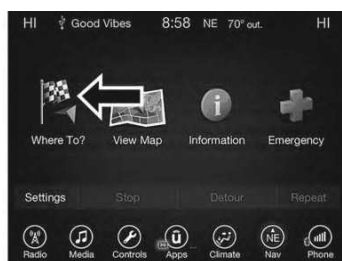 HI Good Vibes 8:58 NE 70° out. HI
Where To? View Map Information Emergency
Settings Stop Detour Repeat
NE
Radio Media Controls Apps Climate Nav Phone